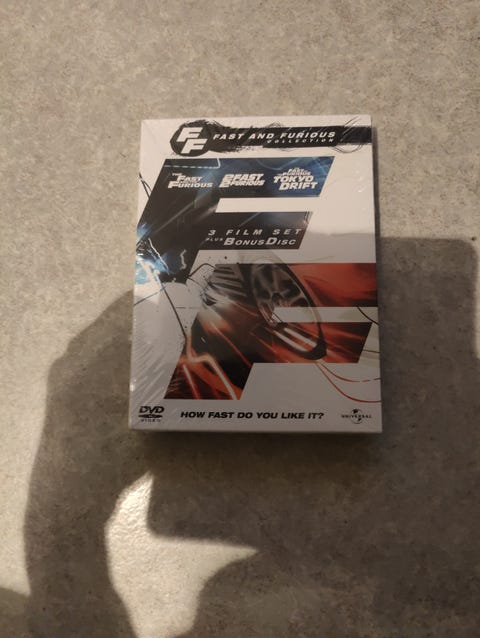 FF
FAST AND FURIOUS
COLLECTION
THE FAST AND THE FURIOUS
2 FAST 2 FURIOUS
THE FAST AND THE FURIOUS TOKYO DRIFT
3 FILM SET
PLUS BONUS DISC
DVD
VIDEO
HOW FAST DO YOU LIKE IT?
UNIVERSAL